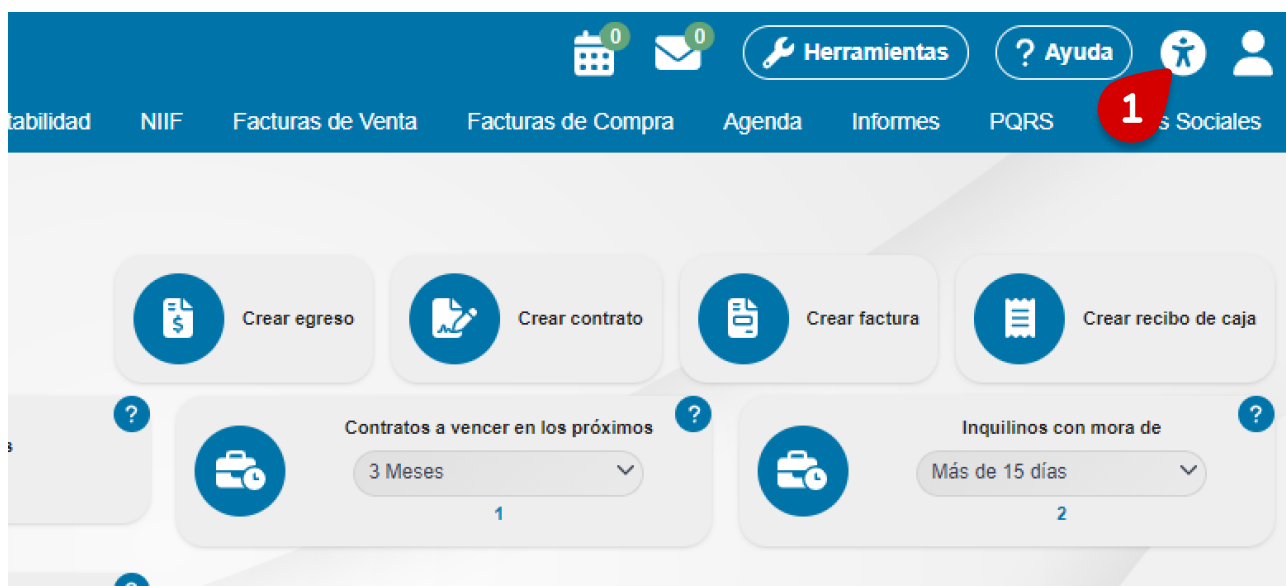 0 0 Herramientas ? Ayuda
tabilidad NIIF Facturas de Venta Facturas de Compra Agenda Informes PQRS 1 s Sociales
$ Crear egreso Crear contrato Crear factura Crear recibo de caja
? ? ?
s Contratos a vencer en los próximos Inquilinos con mora de
3 Meses Más de 15 días
1 2
?